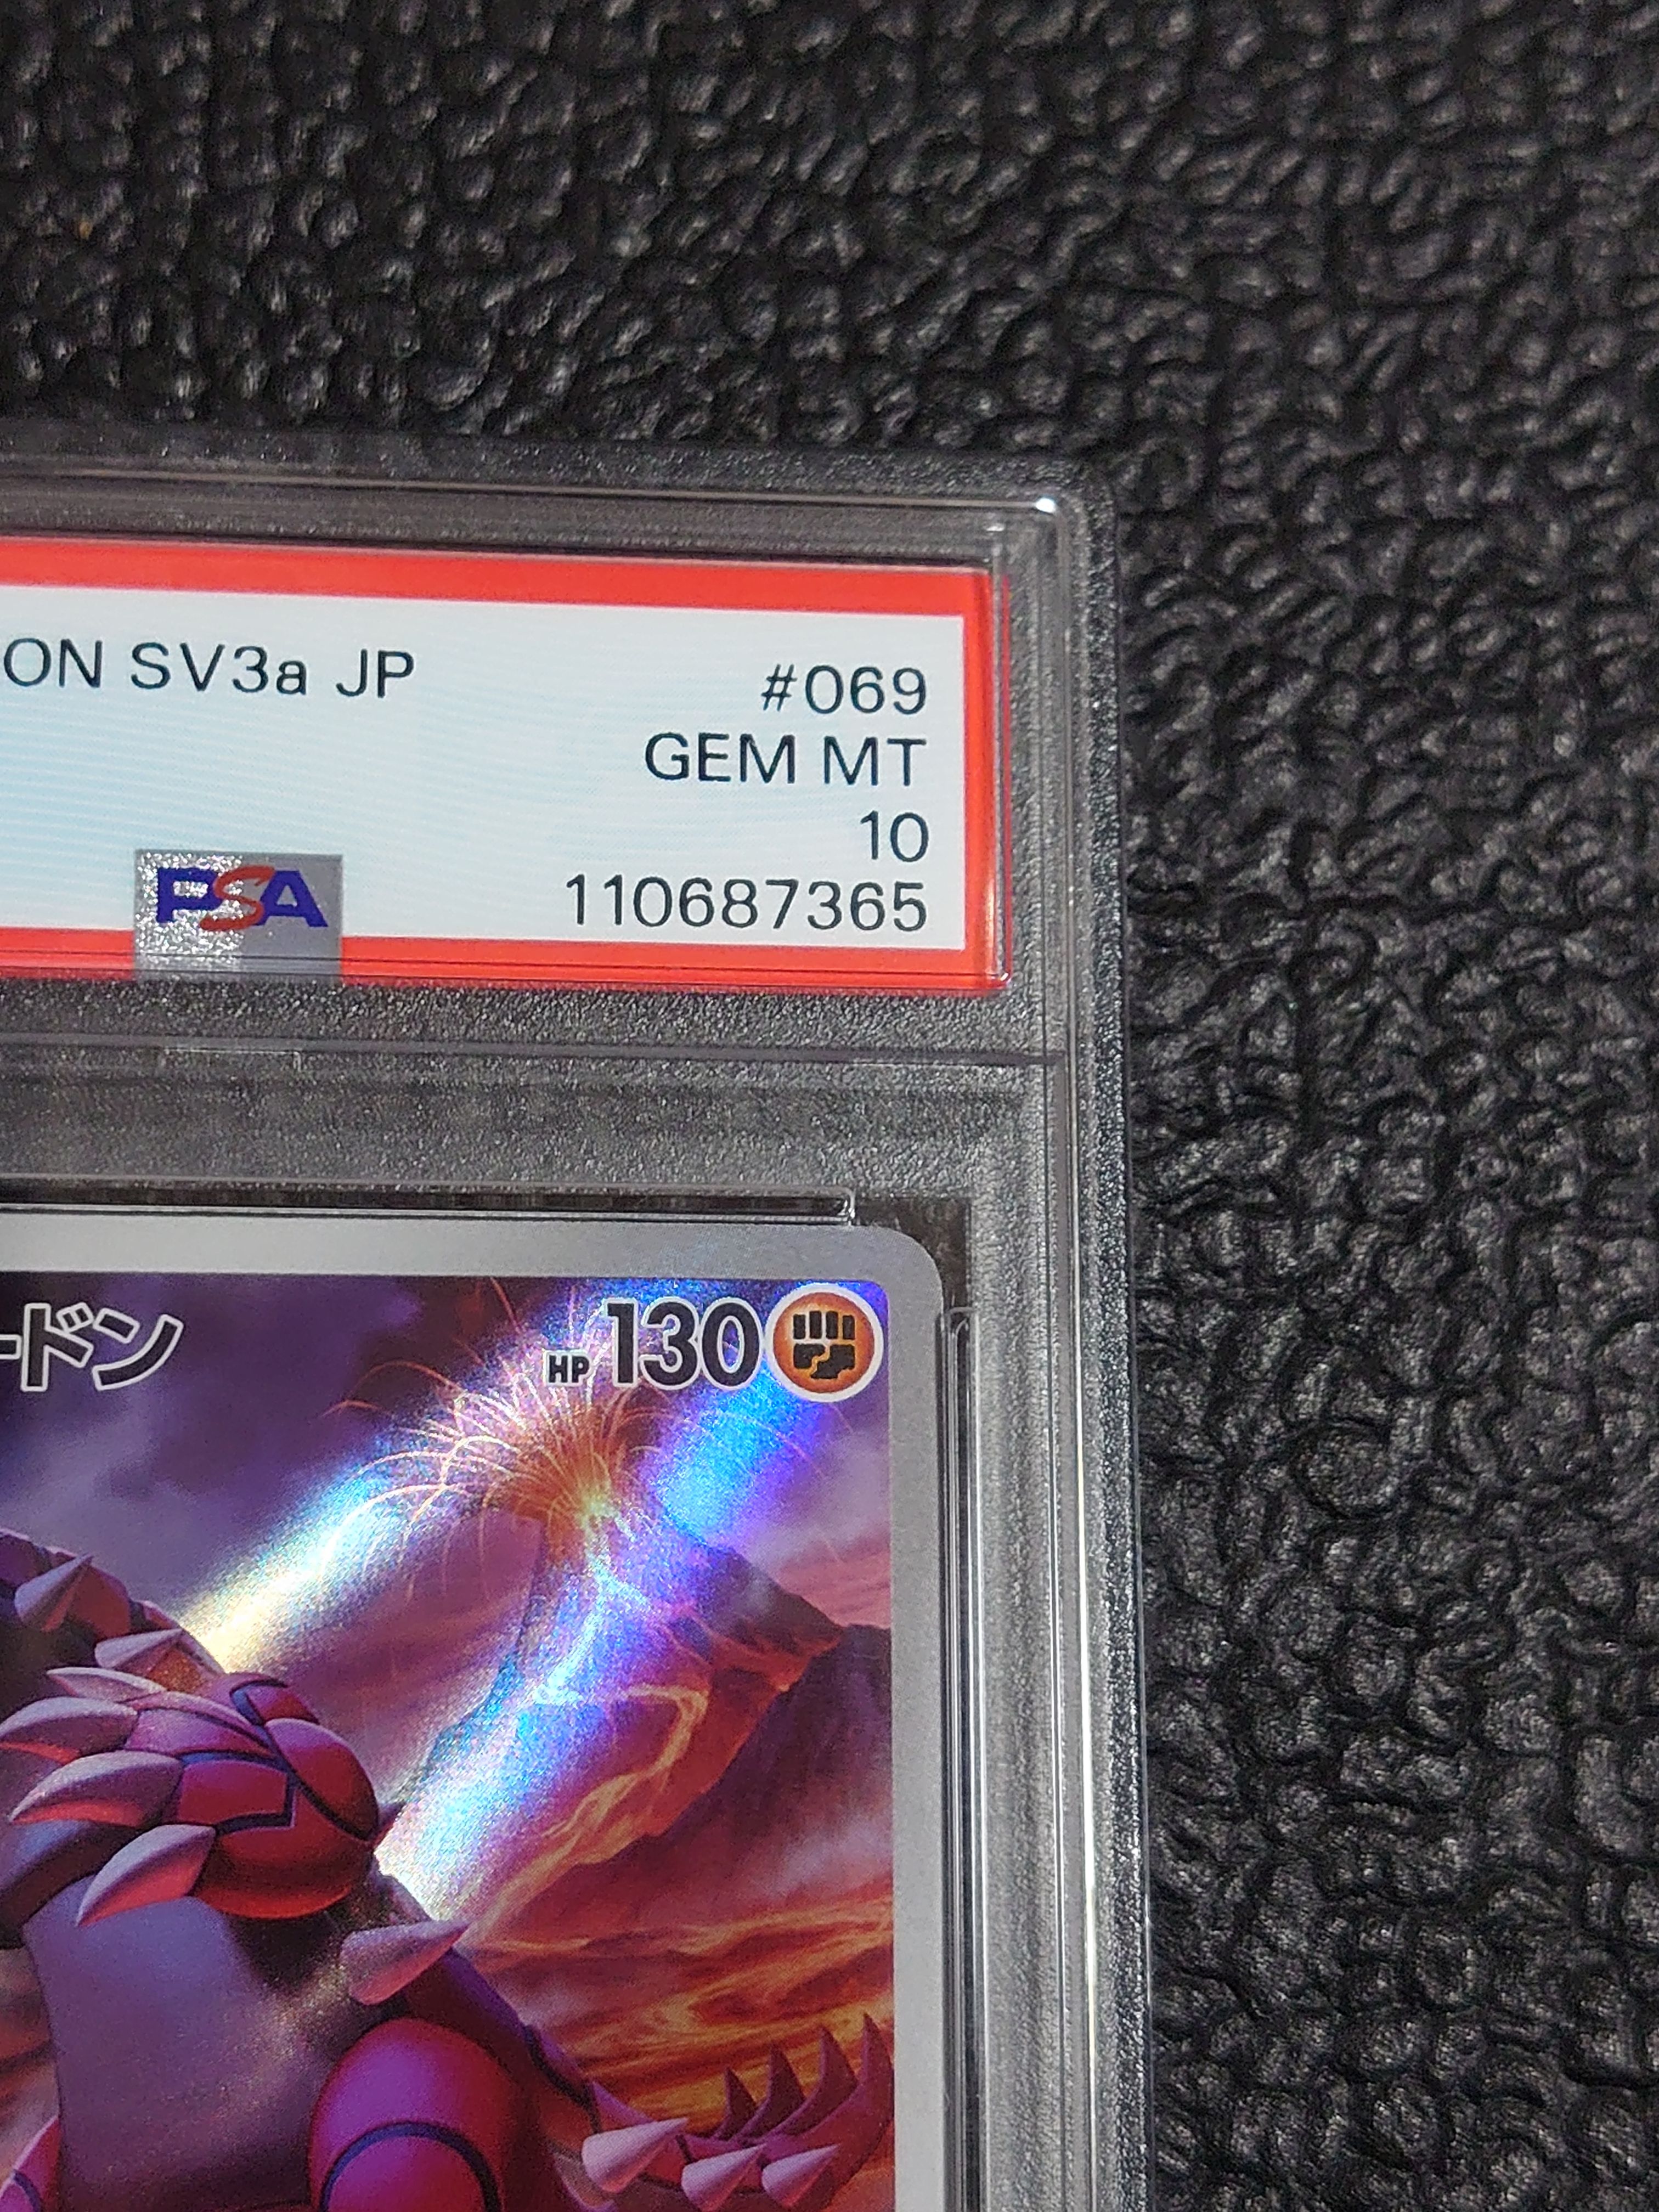 ON SV3a JP #069
GEM MT
10
PSA 110687365
ードン HP 130